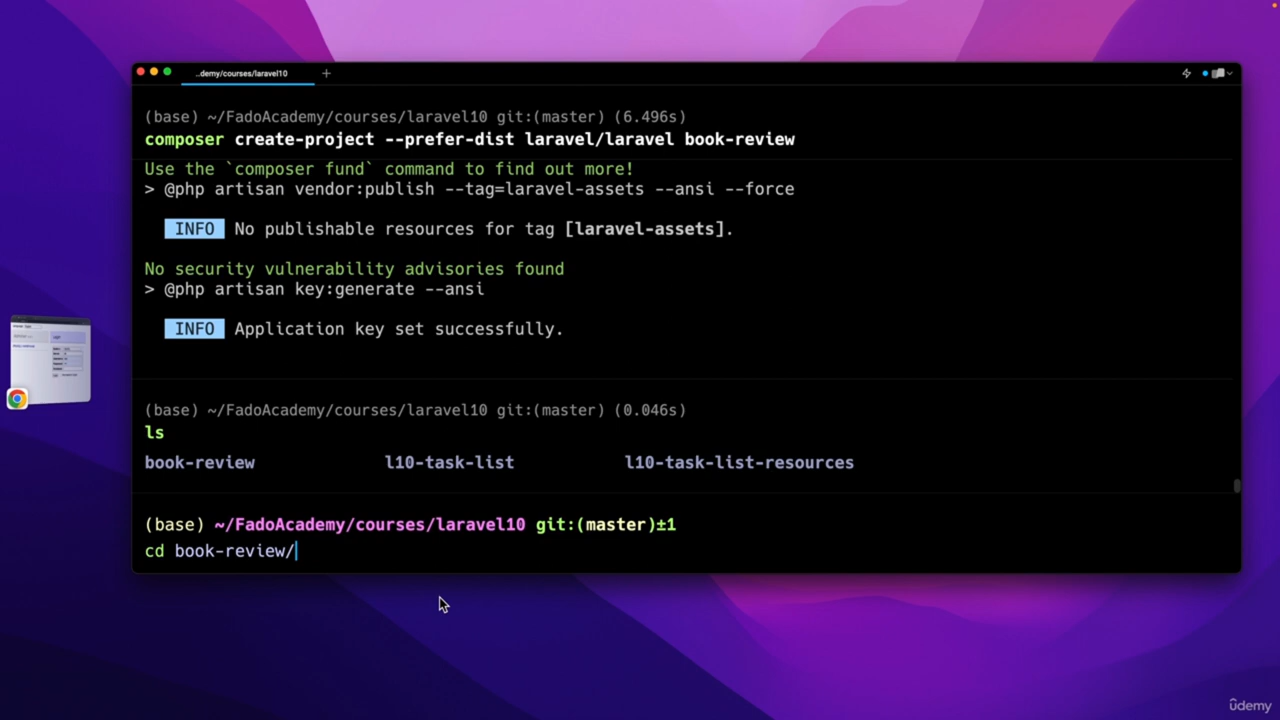 ..demy/courses/laravel10
(base) ~/FadoAcademy/courses/laravel10 git:(master) (6.496s)
composer create-project --prefer-dist laravel/laravel book-review
Use the `composer fund` command to find out more!
> @php artisan vendor:publish --tag=laravel-assets --ansi --force
INFO No publishable resources for tag [laravel-assets].
No security vulnerability advisories found
> @php artisan key:generate --ansi
INFO Application key set successfully.
(base) ~/FadoAcademy/courses/laravel10 git:(master) (0.046s)
ls
book-review l10-task-list l10-task-list-resources
(base) ~/FadoAcademy/courses/laravel10 git:(master)±1
cd book-review/
ûdemy